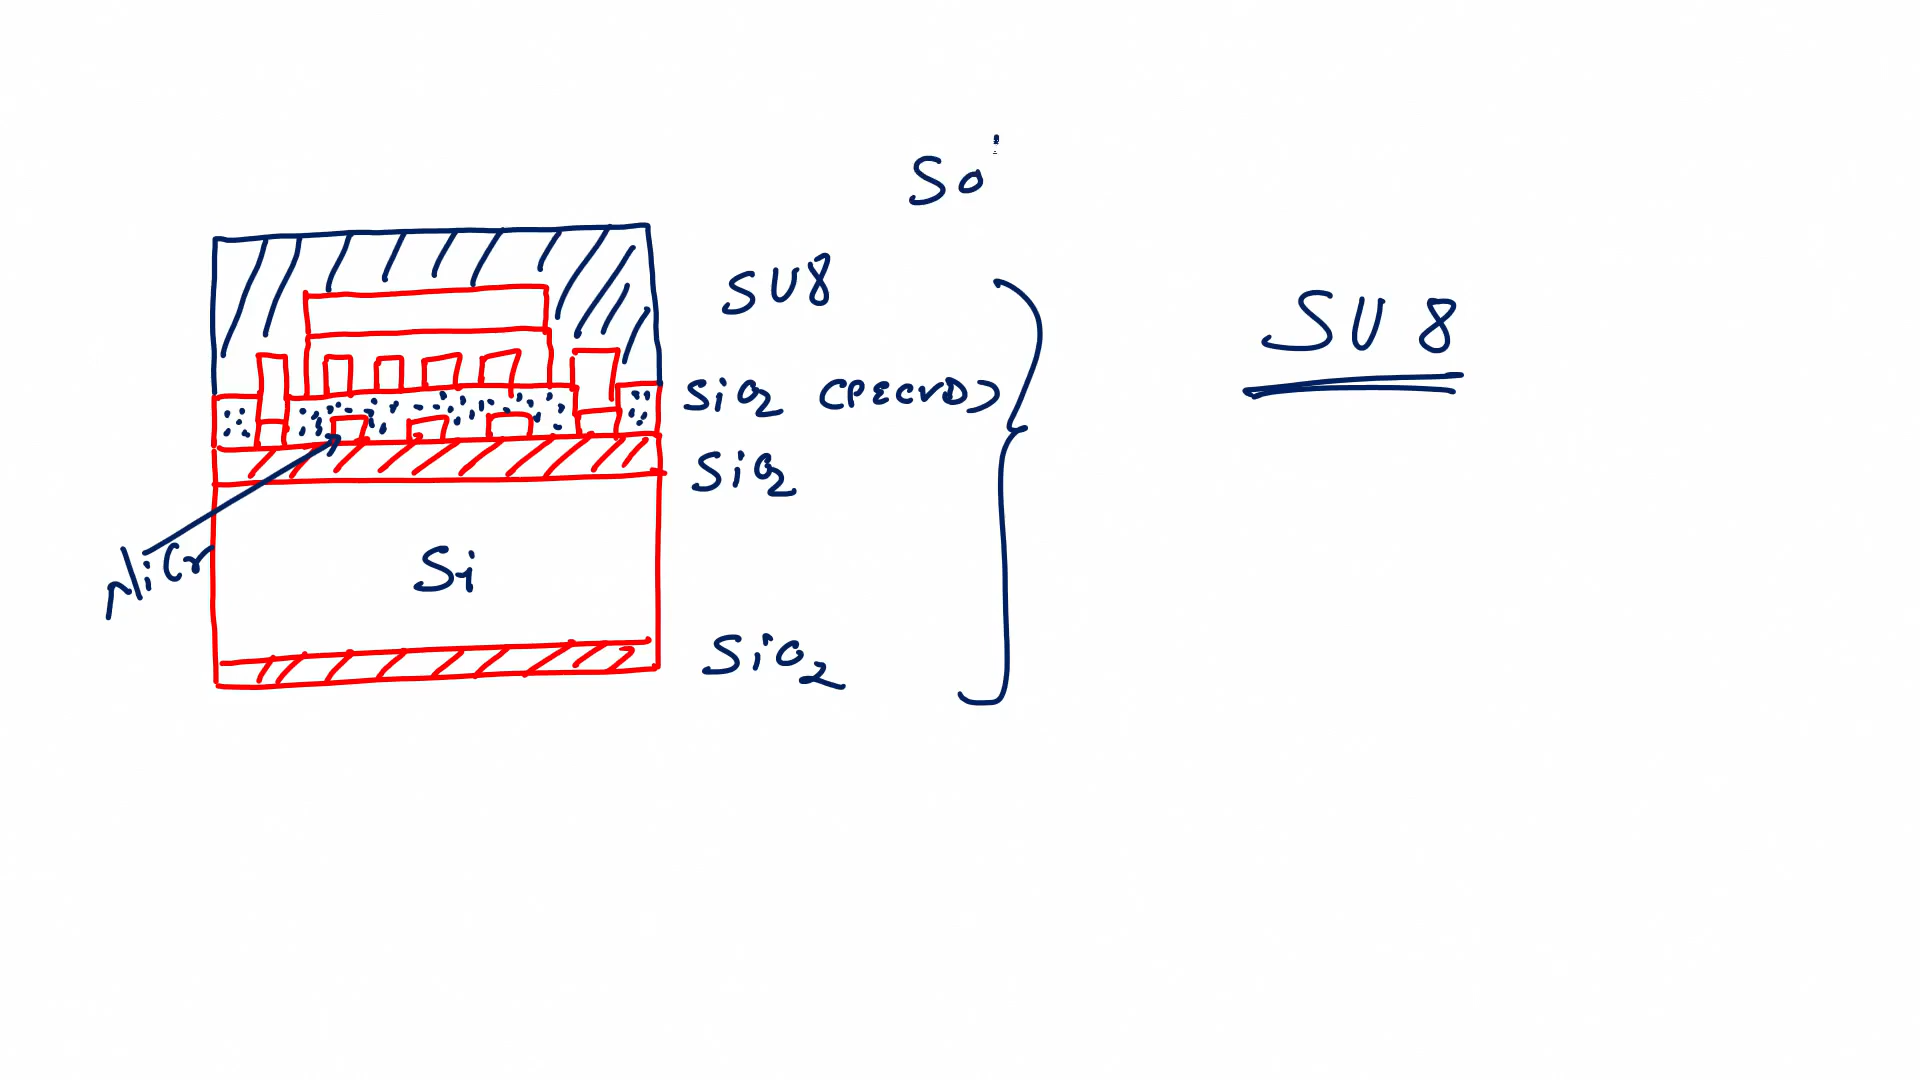 So
SU8
SU 8
SiO2 (PECVD)
SiO2
Si
NiCr
SiO2